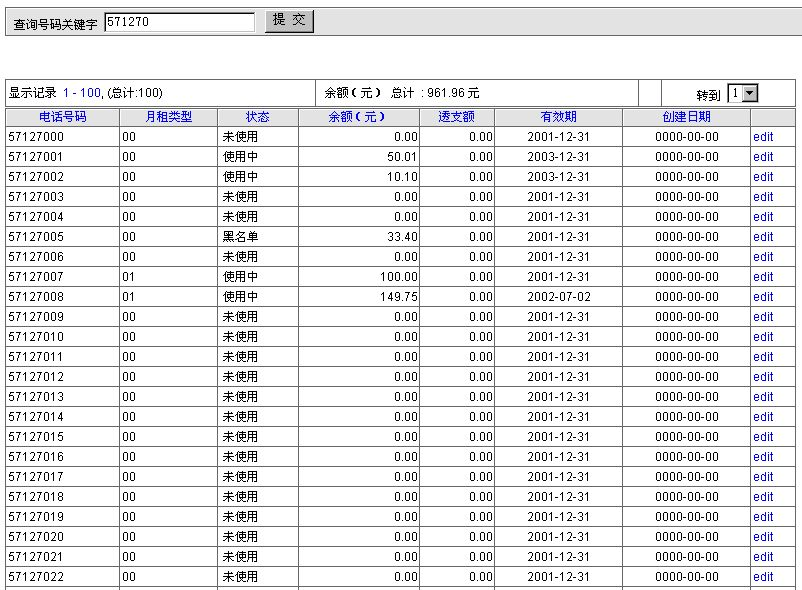 查询号码关键字 571270 提 交
显示记录 1 - 100, (总计:100) 余额（元） 总计 : 961.96 元 转到 1
电话号码 月租类型 状态 余额（元） 透支额 有效期 创建日期
57127000 00 未使用 0.00 0.00 2001-12-31 0000-00-00 edit
57127001 00 使用中 50.01 0.00 2003-12-31 0000-00-00 edit
57127002 00 使用中 10.10 0.00 2003-12-31 0000-00-00 edit
57127003 00 未使用 0.00 0.00 2001-12-31 0000-00-00 edit
57127004 00 未使用 0.00 0.00 2001-12-31 0000-00-00 edit
57127005 00 黑名单 33.40 0.00 2001-12-31 0000-00-00 edit
57127006 00 未使用 0.00 0.00 2001-12-31 0000-00-00 edit
57127007 01 使用中 100.00 0.00 2001-12-31 0000-00-00 edit
57127008 01 使用中 149.75 0.00 2002-07-02 0000-00-00 edit
57127009 00 未使用 0.00 0.00 2001-12-31 0000-00-00 edit
57127010 00 未使用 0.00 0.00 2001-12-31 0000-00-00 edit
57127011 00 未使用 0.00 0.00 2001-12-31 0000-00-00 edit
57127012 00 未使用 0.00 0.00 2001-12-31 0000-00-00 edit
57127013 00 未使用 0.00 0.00 2001-12-31 0000-00-00 edit
57127014 00 未使用 0.00 0.00 2001-12-31 0000-00-00 edit
57127015 00 未使用 0.00 0.00 2001-12-31 0000-00-00 edit
57127016 00 未使用 0.00 0.00 2001-12-31 0000-00-00 edit
57127017 00 未使用 0.00 0.00 2001-12-31 0000-00-00 edit
57127018 00 未使用 0.00 0.00 2001-12-31 0000-00-00 edit
57127019 00 未使用 0.00 0.00 2001-12-31 0000-00-00 edit
57127020 00 未使用 0.00 0.00 2001-12-31 0000-00-00 edit
57127021 00 未使用 0.00 0.00 2001-12-31 0000-00-00 edit
57127022 00 未使用 0.00 0.00 2001-12-31 0000-00-00 edit